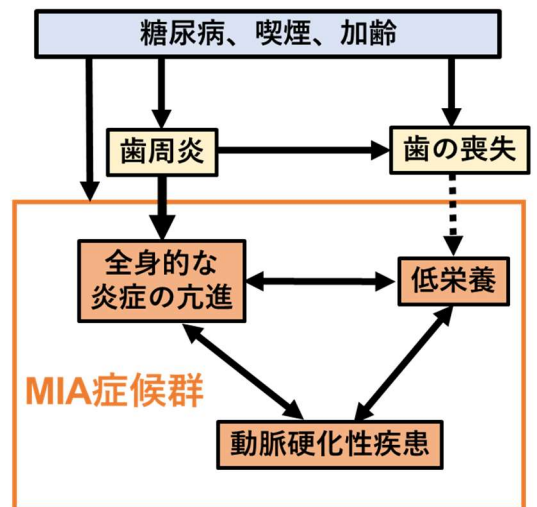 糖尿病、喫煙、加齢
歯周炎
歯の喪失
全身的な
炎症の亢進
低栄養
MIA症候群
動脈硬化性疾患